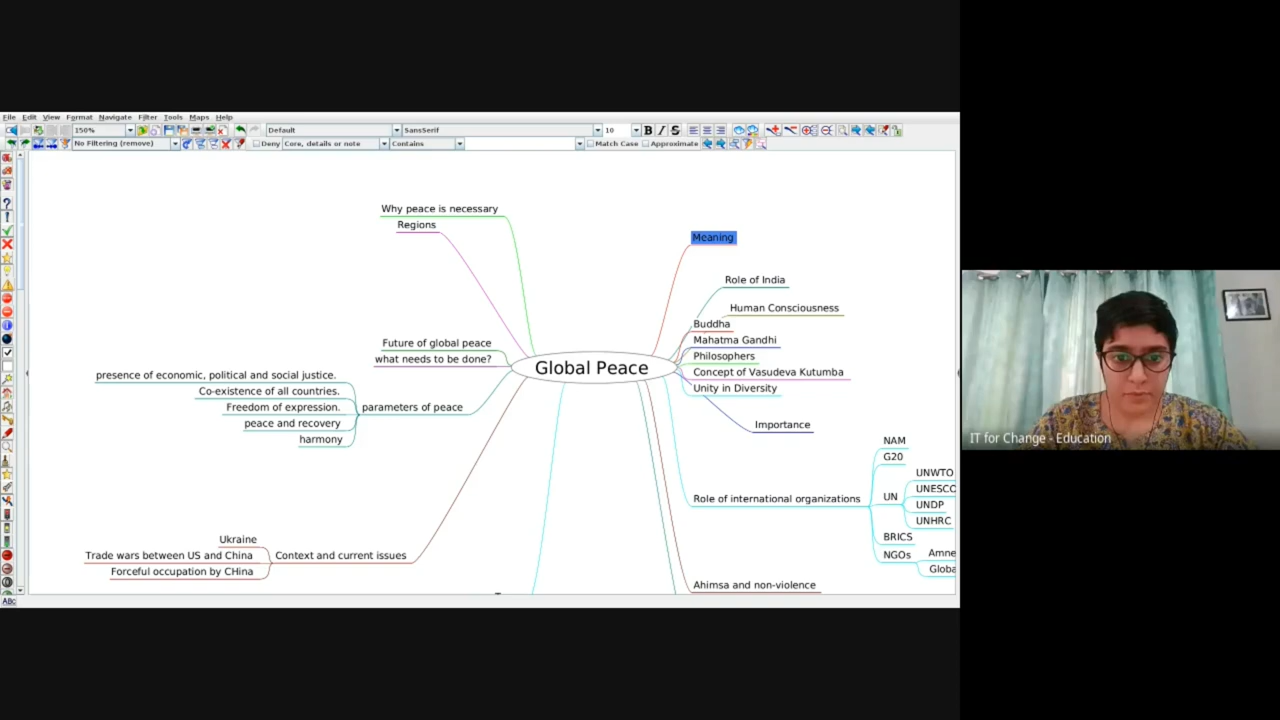 File Edit View Format Navigate Filter Tools Maps Help
150% Default SansSerif 10 B I S
No Filtering (remove) Deny Core, details or note Contains Match Case Approximate
Why peace is necessary
Regions
Meaning
Role of India
Human Consciousness
Buddha
Mahatma Gandhi
Philosophers
Concept of Vasudeva Kutumba
Unity in Diversity
Importance
Future of global peace
what needs to be done?
Global Peace
presence of economic, political and social justice.
Co-existence of all countries.
Freedom of expression.
peace and recovery
harmony
parameters of peace
NAM
G20
UNWTO
UNESCO
UN
UNDP
UNHRC
Role of international organizations
BRICS
NGOs
Amne
Globa
Ukraine
Trade wars between US and China
Forceful occupation by CHina
Context and current issues
Ahimsa and non-violence
ABC
IT for Change - Education